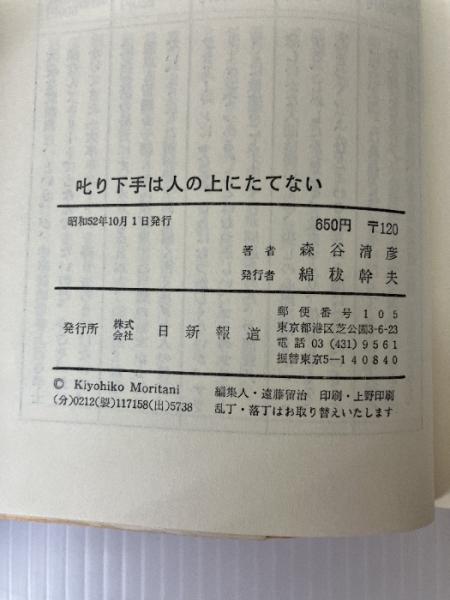 叱り下手は人の上にたてない
昭和52年10月1日発行
650円 〒120
著者 森谷清彦
発行者 綿秡幹夫
発行所 株式会社 日新報道
郵便番号105
東京都港区芝公園3-6-23
電話 03 (431) 9561
振替東京5―140840
© Kiyohiko Moritani
(分)0212(製)117158(出)5738
編集人・遠藤留治 印刷・上野印刷
乱丁・落丁はお取り替えいたします